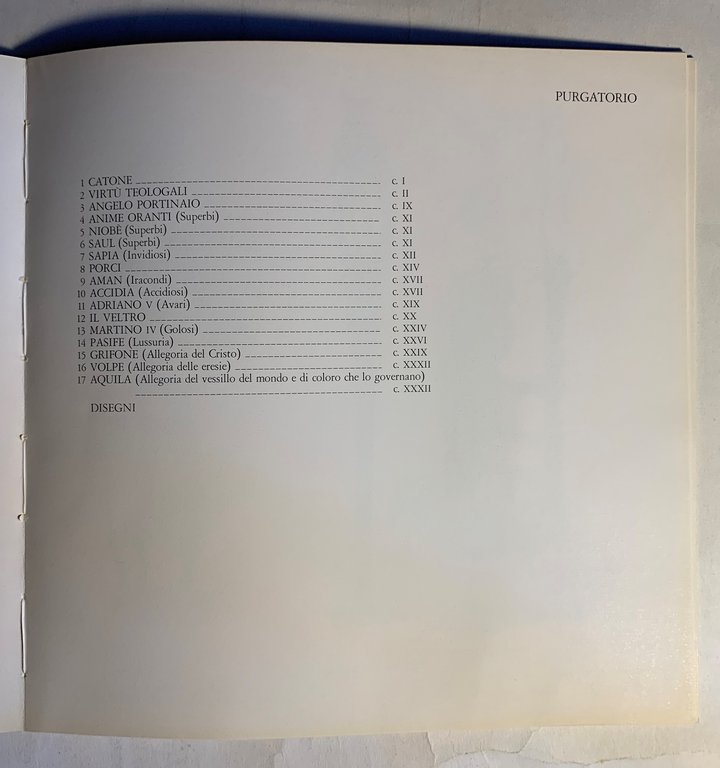 PURGATORIO
1 CATONE c. I
2 VIRTÙ TEOLOGALI c. II
3 ANGELO PORTINAIO c. IX
4 ANIME ORANTI (Superbi) c. XI
5 NIOBÈ (Superbi) c. XI
6 SAUL (Superbi) c. XI
7 SAPIA (Invidiosi) c. XII
8 PORCI c. XIV
9 AMAN (Iracondi) c. XVII
10 ACCIDIA (Accidiosi) c. XVII
11 ADRIANO V (Avari) c. XIX
12 IL VELTRO c. XX
13 MARTINO IV (Golosi) c. XXIV
14 PASIFE (Lussuria) c. XXVI
15 GRIFONE (Allegoria del Cristo) c. XXIX
16 VOLPE (Allegoria delle eresie) c. XXXII
17 AQUILA (Allegoria del vessillo del mondo e di coloro che lo governano)
c. XXXII
DISEGNI